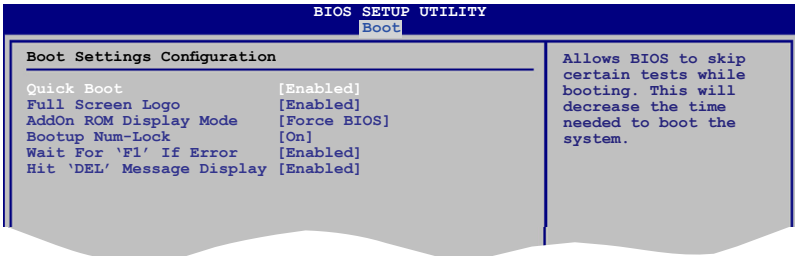 BIOS SETUP UTILITY
Boot
Boot Settings Configuration
Quick Boot [Enabled]
Full Screen Logo [Enabled]
AddOn ROM Display Mode [Force BIOS]
Bootup Num-Lock [On]
Wait For ‘F1’ If Error [Enabled]
Hit ‘DEL’ Message Display [Enabled]
Allows BIOS to skip
certain tests while
booting. This will
decrease the time
needed to boot the
system.